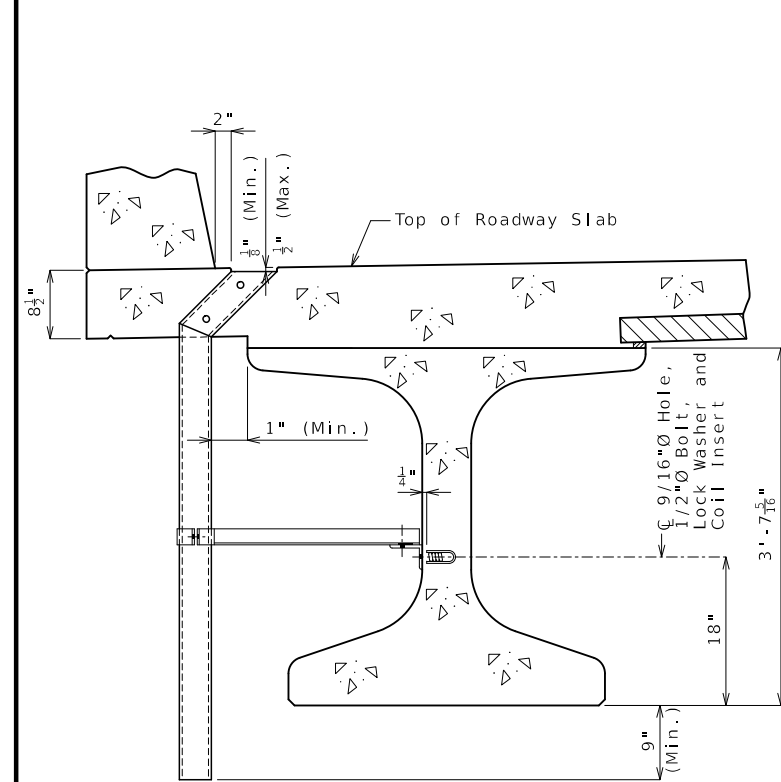 2"
1/8" (Min.)
1/2" (Max.)
Top of Roadway Slab
8 1/2"
1" (Min.)
1/4"
℄ 9/16"Ø Hole,
1/2"Ø Bolt,
Lock Washer and
Coil Insert
3'-7 5/16"
18"
9"
(Min.)